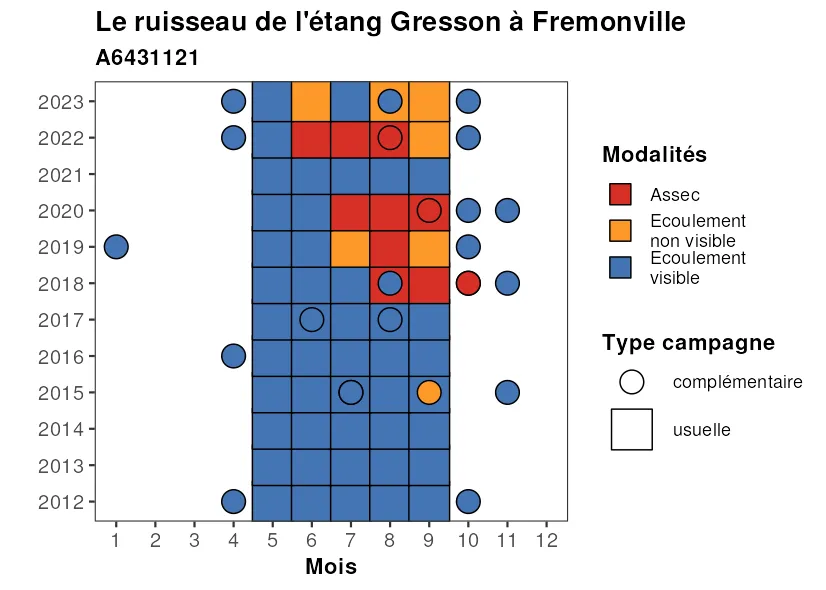 Le ruisseau de l'étang Gresson à Fremonville
A6431121
2023
2022
2021
2020
2019
2018
2017
2016
2015
2014
2013
2012
1 2 3 4 5 6 7 8 9 10 11 12
Mois
Modalités
Assec
Ecoulement
non visible
Ecoulement
visible
Type campagne
complémentaire
usuelle